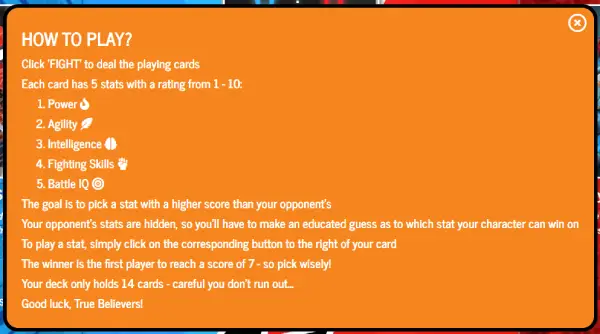 HOW TO PLAY?
Click 'FIGHT' to deal the playing cards
Each card has 5 stats with a rating from 1 - 10:
1. Power
2. Agility
3. Intelligence
4. Fighting Skills
5. Battle IQ
The goal is to pick a stat with a higher score than your opponent's
Your opponent's stats are hidden, so you'll have to make an educated guess as to which stat your character can win on
To play a stat, simply click on the corresponding button to the right of your card
The winner is the first player to reach a score of 7 - so pick wisely!
Your deck only holds 14 cards - careful you don't run out...
Good luck, True Believers!